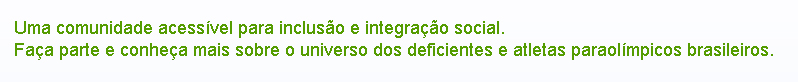 Uma comunidade acessível para inclusão e integração social.
Faça parte e conheça mais sobre o universo dos deficientes e atletas paraolímpicos brasileiros.